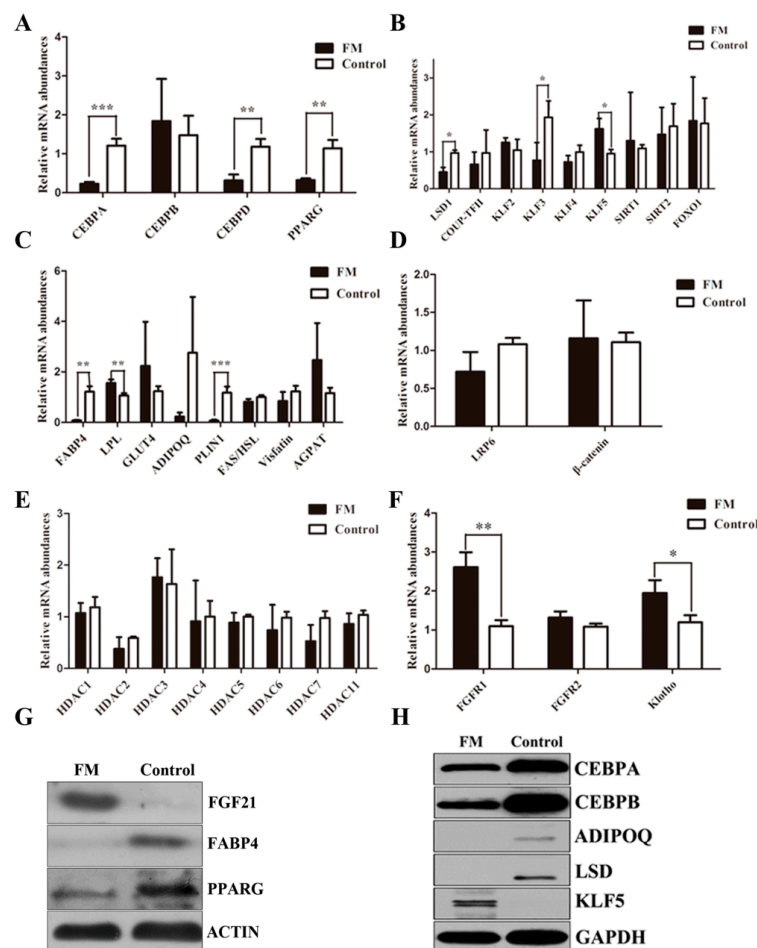 A
Relative mRNA abundances
4
3
2
1
0
FM
Control
***
**
**
CEBPA
CEBPB
CEBPD
PPARG
B
Relative mRNA abundances
3
2
1
0
FM
Control
*
*
*
LSD1
COUP-TFII
KLF2
KLF3
KLF4
KLF5
SIRT1
SIRT2
FOXO1
C
Relative mRNA abundances
6
4
2
0
FM
Control
**
**
***
FABP4
LPL
GLUT4
ADIPOQ
PLIN1
FAS/HSL
Visfatin
AGPAT
D
Relative mRNA abundances
2.0
1.5
1.0
0.5
0.0
FM
Control
LRP6
β-catenin
E
Relative mRNA abundances
3
2
1
0
FM
Control
HDAC1
HDAC2
HDAC3
HDAC4
HDAC5
HDAC6
HDAC7
HDAC11
F
Relative mRNA abundances
4
3
2
1
0
FM
Control
**
*
FGFR1
FGFR2
Klotho
G
FM Control
FGF21
FABP4
PPARG
ACTIN
H
FM Control
CEBPA
CEBPB
ADIPOQ
LSD
KLF5
GAPDH